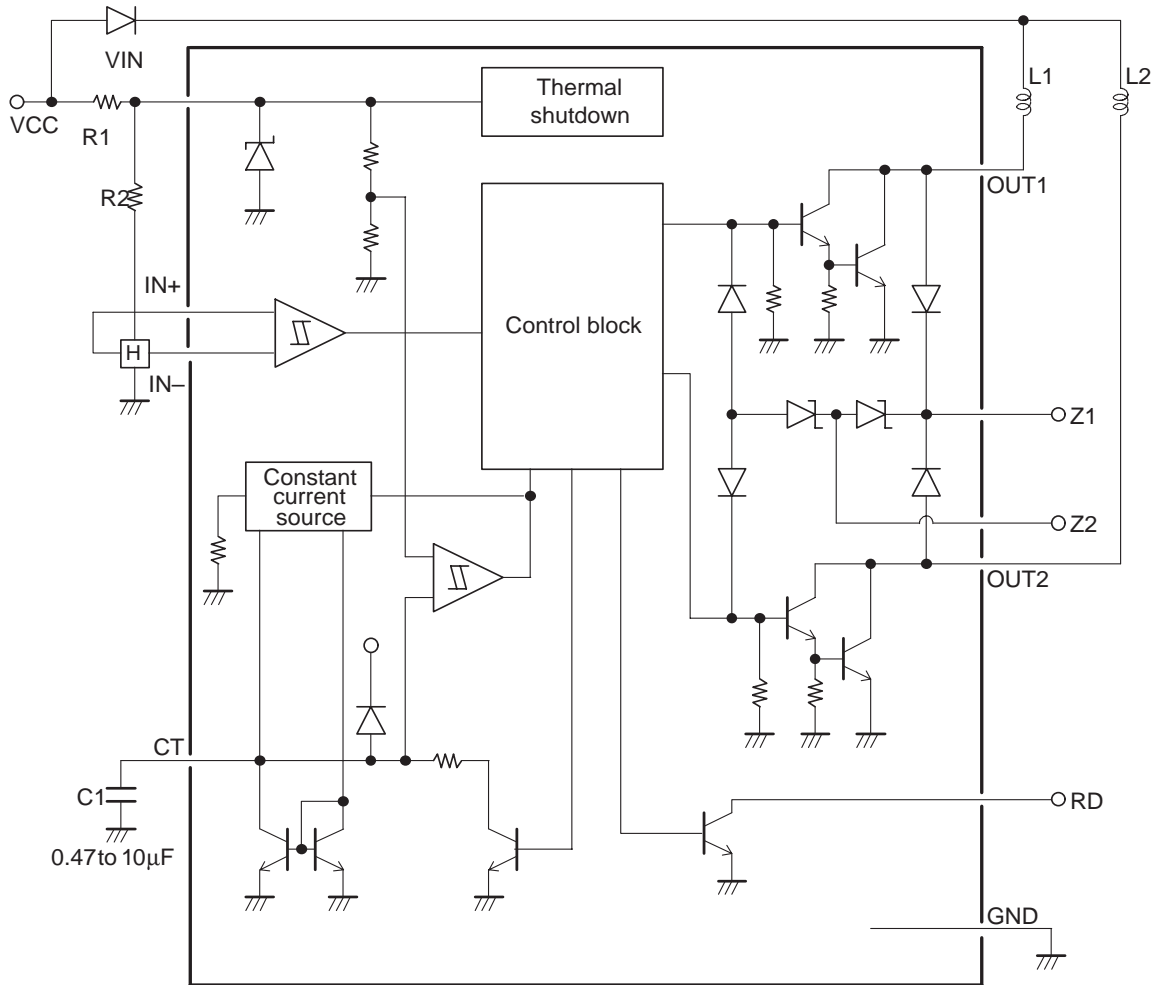 VIN
L1
L2
Thermal
shutdown
VCC
R1
R2
OUT1
IN+
Control block
H
IN–
Z1
Constant
current
source
Z2
OUT2
CT
C1
RD
0.47to 10μF
GND